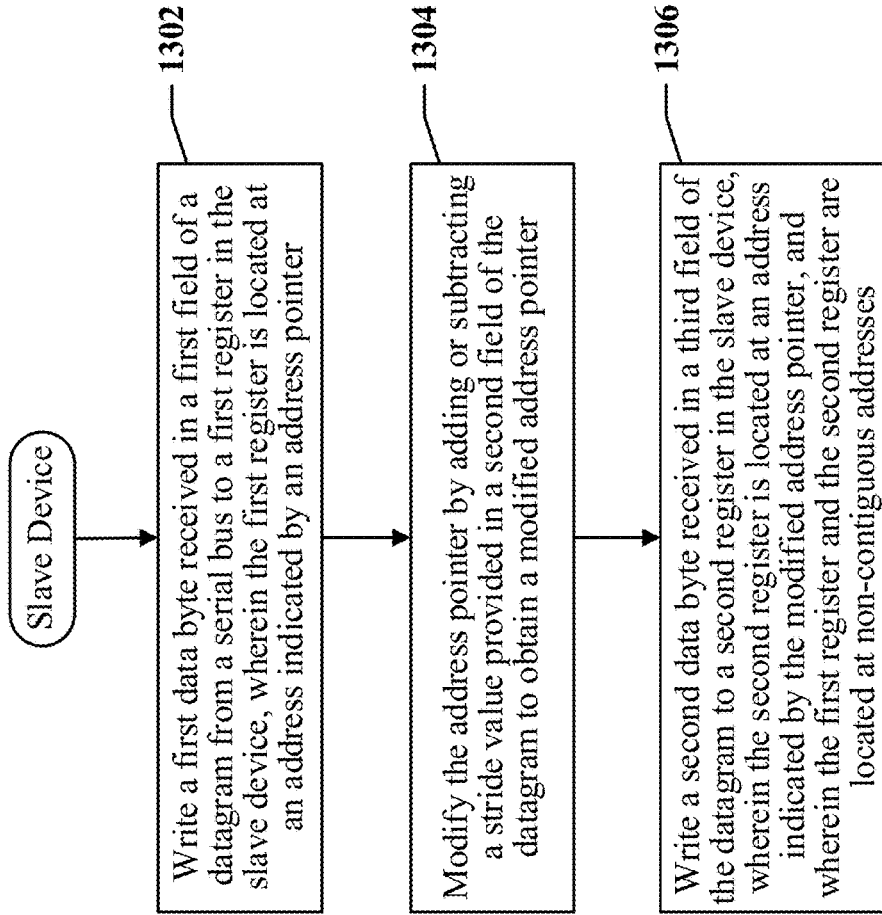 Slave Device
1302
Write a first data byte received in a first field of a
datagram from a serial bus to a first register in the
slave device, wherein the first register is located at
an address indicated by an address pointer
1304
Modify the address pointer by adding or subtracting
a stride value provided in a second field of the
datagram to obtain a modified address pointer
1306
Write a second data byte received in a third field of
the datagram to a second register in the slave device,
wherein the second register is located at an address
indicated by the modified address pointer, and
wherein the first register and the second register are
located at non-contiguous addresses